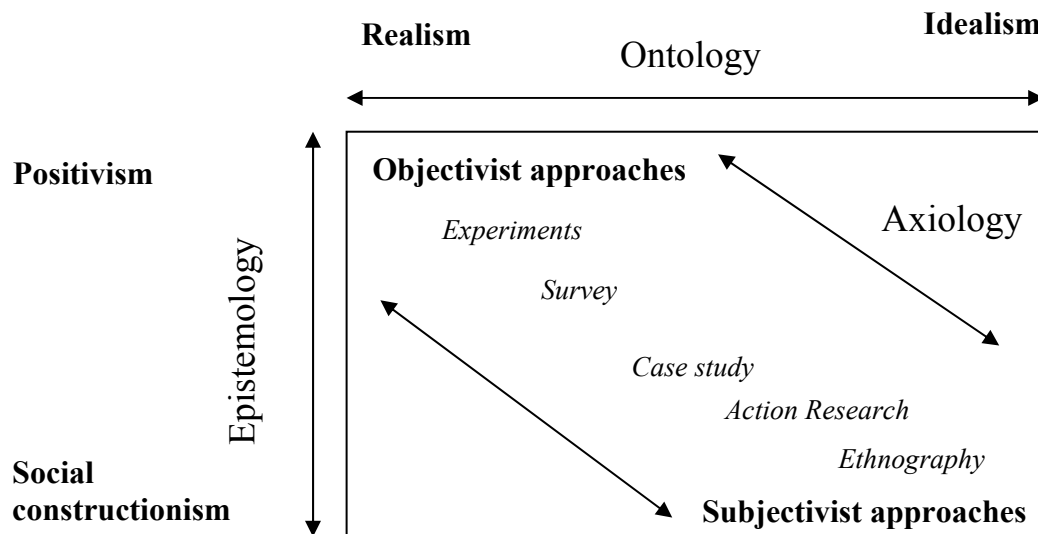 Realism
Idealism
Ontology
Positivism
Objectivist approaches
Axiology
Experiments
Epistemology
Survey
Case study
Action Research
Ethnography
Social
constructionism
Subjectivist approaches